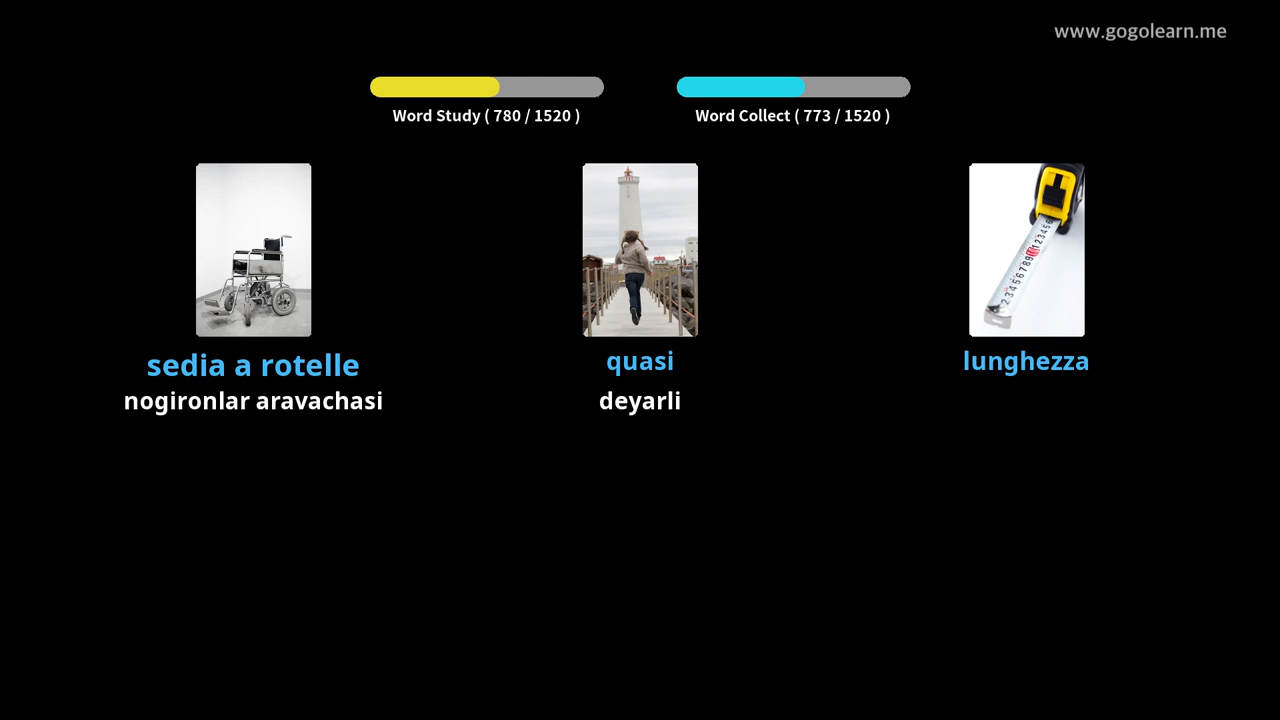 www.gogolearn.me
Word Study ( 780 / 1520 )
Word Collect ( 773 / 1520 )
sedia a rotelle
nogironlar aravachasi
quasi
deyarli
lunghezza